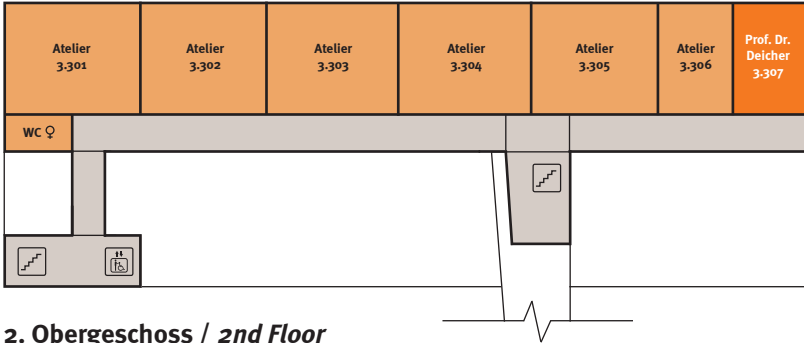 Atelier
3.301
Atelier
3.302
Atelier
3.303
Atelier
3.304
Atelier
3.305
Atelier
3.306
Prof. Dr.
Deicher
3.307
WC ♀
2. Obergeschoss / 2nd Floor